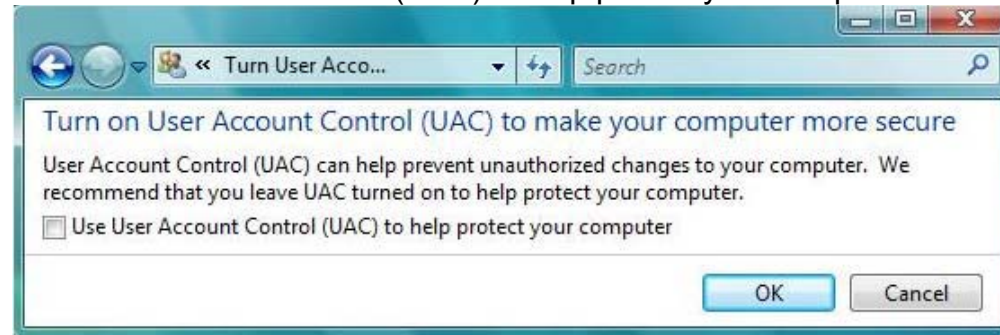 « Turn User Acco...
Search
Turn on User Account Control (UAC) to make your computer more secure
User Account Control (UAC) can help prevent unauthorized changes to your computer. We
recommend that you leave UAC turned on to help protect your computer.
Use User Account Control (UAC) to help protect your computer
OK
Cancel